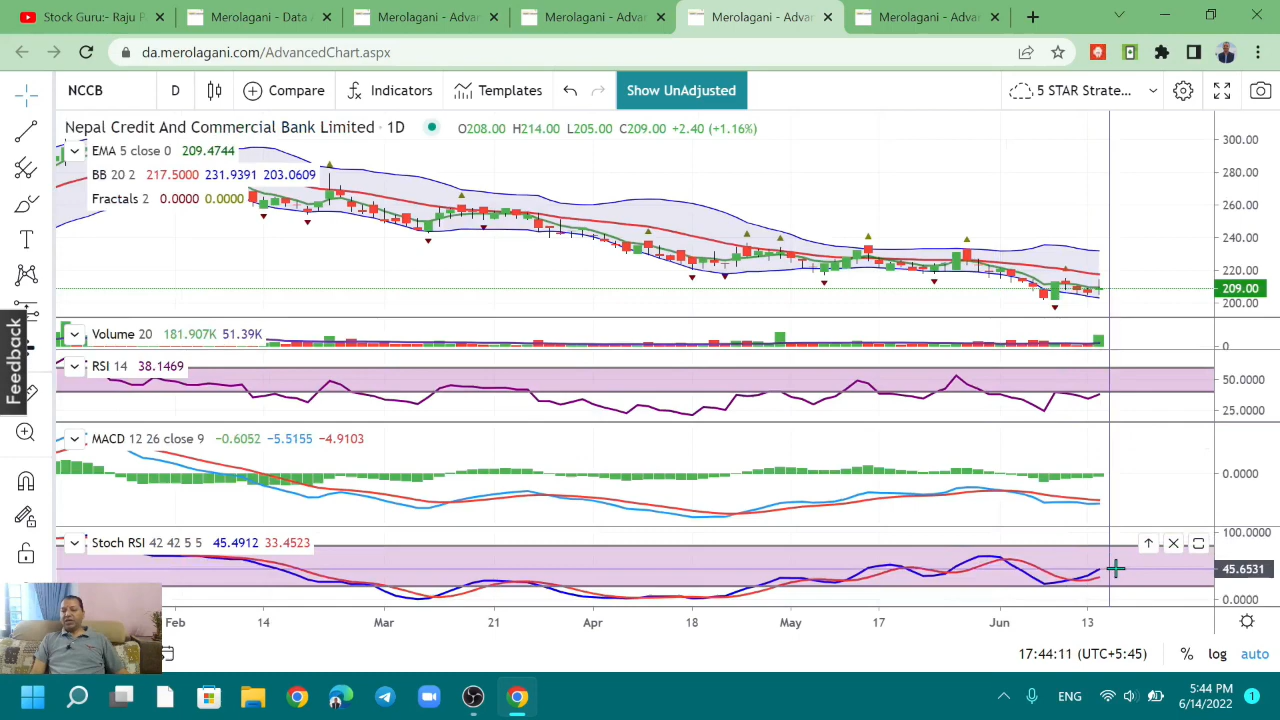 Stock Guru:- Raju P
Merolagani - Data A
Merolagani - Advan
Merolagani - Advan
Merolagani - Advan
Merolagani - Advan
da.merolagani.com/AdvancedChart.aspx
NCCB
D
Compare
Indicators
Templates
Show UnAdjusted
5 STAR Strate...
Nepal Credit And Commercial Bank Limited · 1D
O208.00 H214.00 L205.00 C209.00 +2.40 (+1.16%)
EMA 5 close 0 209.4744
BB 20 2 217.5000 231.9391 203.0609
Fractals 2 0.0000 0.0000
300.00
280.00
260.00
240.00
220.00
209.00
200.00
Feedback
Volume 20 181.907K 51.39K
0
RSI 14 38.1469
50.0000
25.0000
MACD 12 26 close 9 −0.6052 −5.5155 −4.9103
0.0000
Stoch RSI 42 42 5 5 45.4912 33.4523
100.0000
45.6531
0.0000
Feb 14 Mar 21 Apr 18 May 17 Jun 13
17:44:11 (UTC+5:45)
% log auto
ENG
5:44 PM
6/14/2022
1